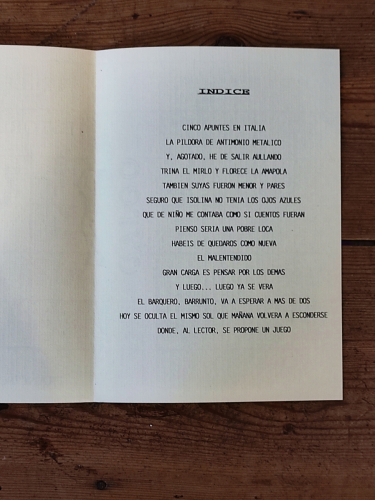 INDICE
CINCO APUNTES EN ITALIA
LA PILDORA DE ANTIMONIO METALICO
Y, AGOTADO, HE DE SALIR AULLANDO
TRINA EL MIRLO Y FLORECE LA AMAPOLA
TAMBIEN SUYAS FUERON MENOR Y PARES
SEGURO QUE ISOLINA NO TENIA LOS OJOS AZULES
QUE DE NIÑO ME CONTABA COMO SI CUENTOS FUERAN
PIENSO SERIA UNA POBRE LOCA
HABEIS DE QUEDAROS COMO NUEVA
EL MALENTENDIDO
GRAN CARGA ES PENSAR POR LOS DEMAS
Y LUEGO... LUEGO YA SE VERA
EL BARQUERO, BARRUNTO, VA A ESPERAR A MAS DE DOS
HOY SE OCULTA EL MISMO SOL QUE MAÑANA VOLVERA A ESCONDERSE
DONDE, AL LECTOR, SE PROPONE UN JUEGO